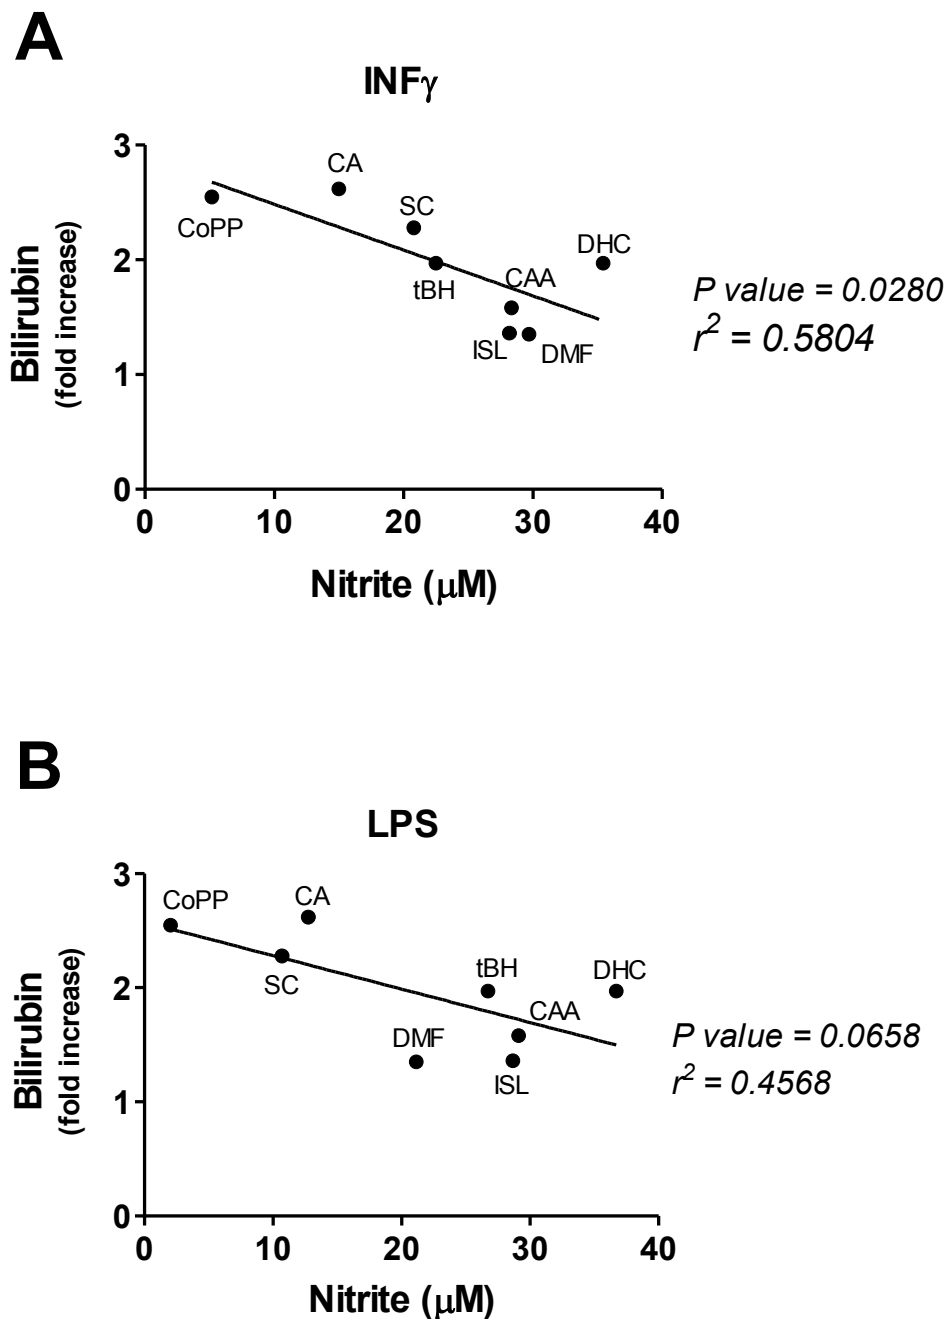 A
INFγ
3
2
1
0
Bilirubin
(fold increase)
CA
CoPP
SC
DHC
tBH
CAA
ISL
DMF
P value = 0.0280
r² = 0.5804
0 10 20 30 40
Nitrite (μM)
B
LPS
3
2
1
0
Bilirubin
(fold increase)
CoPP
CA
SC
tBH
DHC
DMF
CAA
ISL
P value = 0.0658
r² = 0.4568
0 10 20 30 40
Nitrite (μM)